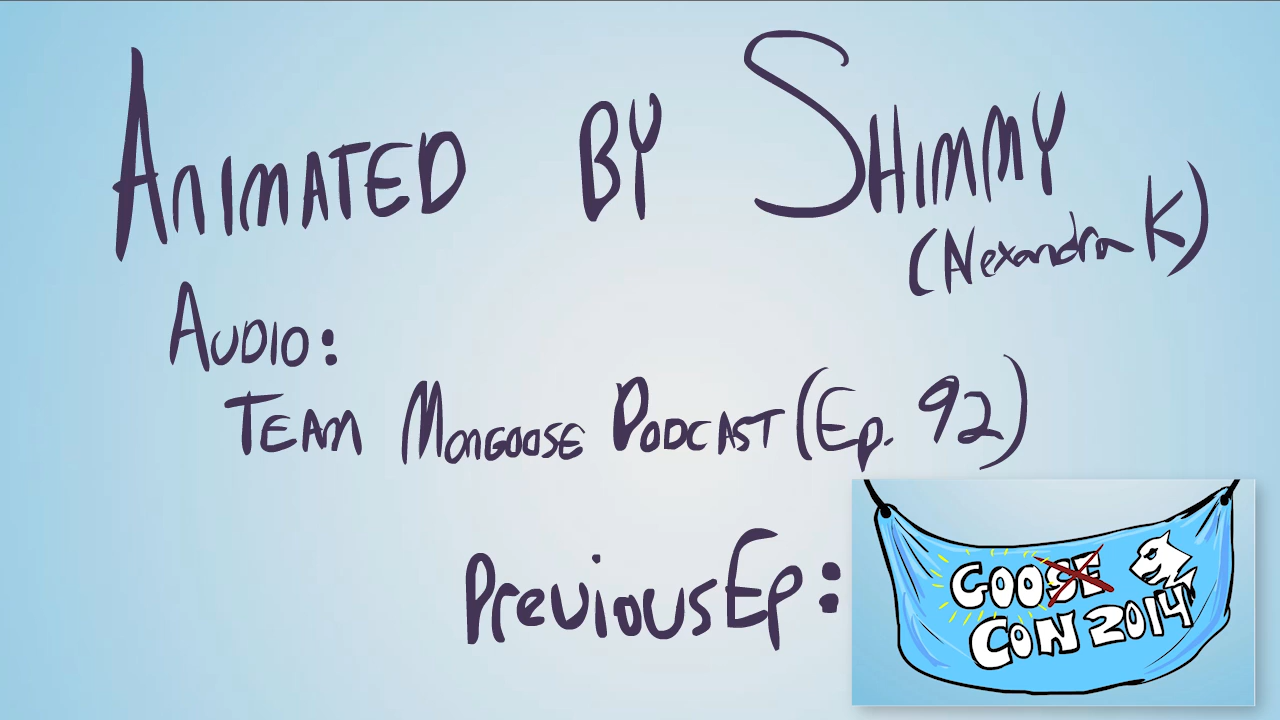 ANIMATED BY SHIMMY
(Alexandra K)
AUDIO:
TEAM MONGOOSE PODCAST (Ep. 92)
Previous Ep:
GOOSE
CON 2014